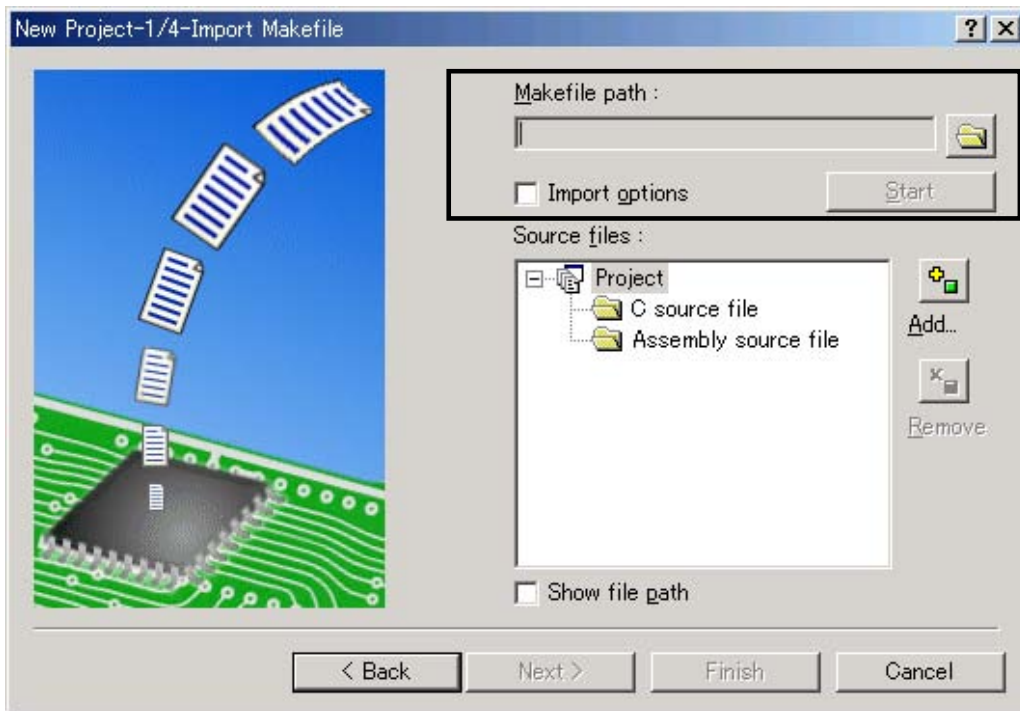 New Project-1/4-Import Makefile
Makefile path :
Import options
Start
Source files :
Project
C source file
Assembly source file
Add...
Remove
Show file path
< Back
Next >
Finish
Cancel